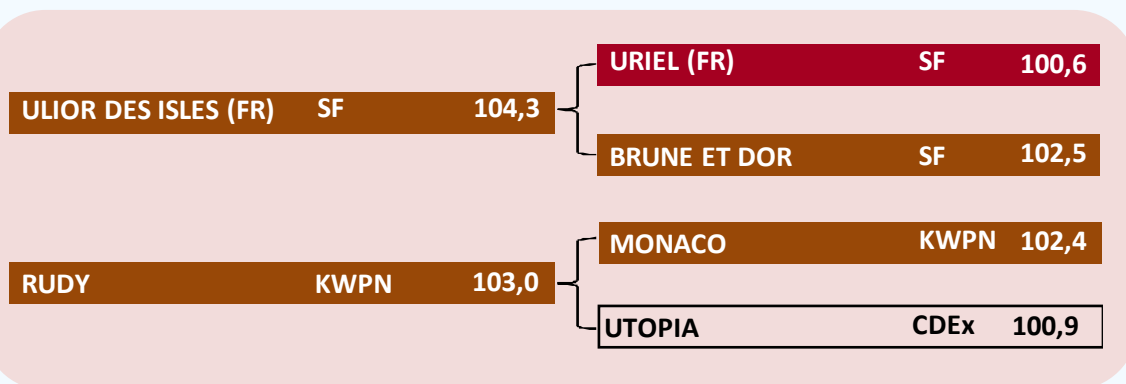 URIEL (FR) SF 100,6
ULIOR DES ISLES (FR) SF 104,3
BRUNE ET DOR SF 102,5
MONACO KWPN 102,4
RUDY KWPN 103,0
UTOPIA CDEx 100,9